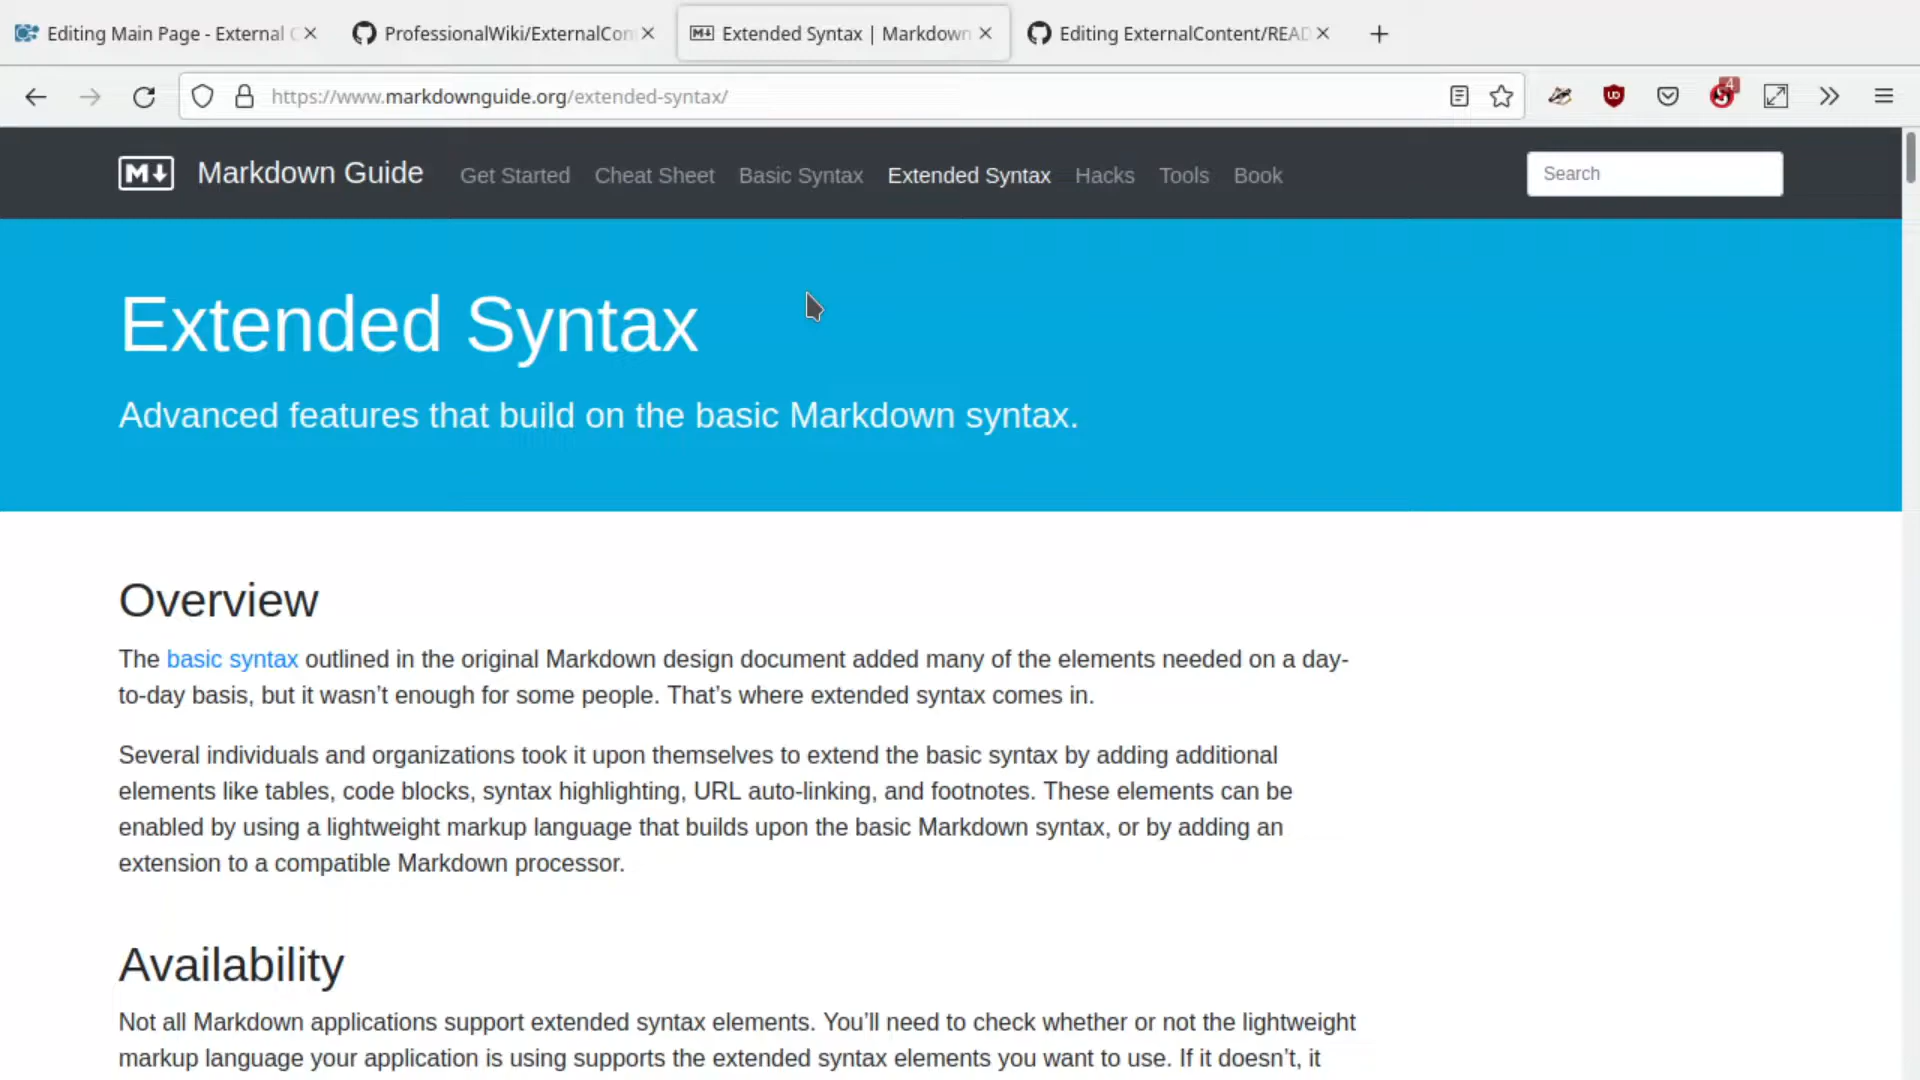 Editing Main Page - External C
ProfessionalWiki/ExternalCon
Extended Syntax | Markdown
Editing ExternalContent/READ
https://www.markdownguide.org/extended-syntax/
4
Markdown Guide
Get Started
Cheat Sheet
Basic Syntax
Extended Syntax
Hacks
Tools
Book
Search
Extended Syntax
Advanced features that build on the basic Markdown syntax.
Overview
The basic syntax outlined in the original Markdown design document added many of the elements needed on a day-
to-day basis, but it wasn’t enough for some people. That’s where extended syntax comes in.
Several individuals and organizations took it upon themselves to extend the basic syntax by adding additional
elements like tables, code blocks, syntax highlighting, URL auto-linking, and footnotes. These elements can be
enabled by using a lightweight markup language that builds upon the basic Markdown syntax, or by adding an
extension to a compatible Markdown processor.
Availability
Not all Markdown applications support extended syntax elements. You’ll need to check whether or not the lightweight
markup language your application is using supports the extended syntax elements you want to use. If it doesn’t, it